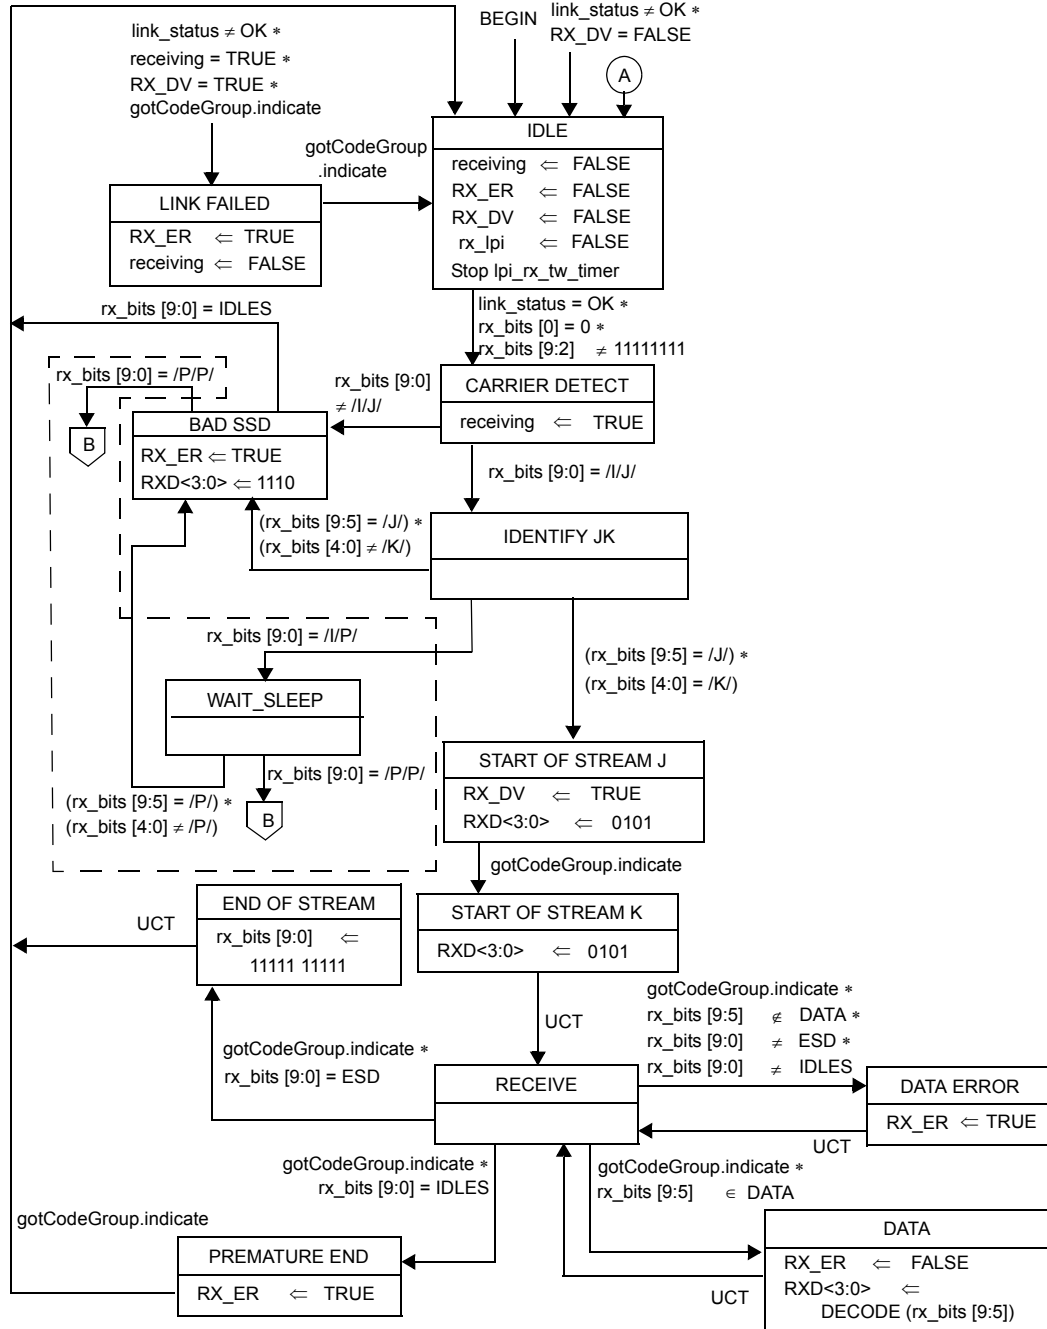 link_status ≠ OK ∗
receiving = TRUE ∗
RX_DV = TRUE ∗
gotCodeGroup.indicate
BEGIN
link_status ≠ OK ∗
RX_DV = FALSE
A
gotCodeGroup
.indicate
IDLE
receiving ⇐ FALSE
RX_ER ⇐ FALSE
RX_DV ⇐ FALSE
rx_lpi ⇐ FALSE
Stop lpi_rx_tw_timer
LINK FAILED
RX_ER ⇐ TRUE
receiving ⇐ FALSE
rx_bits [9:0] = IDLES
link_status = OK ∗
rx_bits [0] = 0 ∗
rx_bits [9:2] ≠ 11111111
rx_bits [9:0] = /P/P/
rx_bits [9:0]
≠ /I/J/
CARRIER DETECT
receiving ⇐ TRUE
B
BAD SSD
RX_ER ⇐ TRUE
RXD<3:0> ⇐ 1110
rx_bits [9:0] = /I/J/
(rx_bits [9:5] = /J/) ∗
(rx_bits [4:0] ≠ /K/)
IDENTIFY JK
rx_bits [9:0] = /I/P/
(rx_bits [9:5] = /J/) ∗
(rx_bits [4:0] = /K/)
WAIT_SLEEP
rx_bits [9:0] = /P/P/
(rx_bits [9:5] = /P/) ∗
(rx_bits [4:0] ≠ /P/)
B
START OF STREAM J
RX_DV ⇐ TRUE
RXD<3:0> ⇐ 0101
gotCodeGroup.indicate
END OF STREAM
rx_bits [9:0] ⇐
11111 11111
UCT
START OF STREAM K
RXD<3:0> ⇐ 0101
UCT
gotCodeGroup.indicate ∗
rx_bits [9:5] ∉ DATA ∗
rx_bits [9:0] ≠ ESD ∗
rx_bits [9:0] ≠ IDLES
gotCodeGroup.indicate ∗
rx_bits [9:0] = ESD
RECEIVE
DATA ERROR
RX_ER ⇐ TRUE
UCT
gotCodeGroup.indicate ∗
rx_bits [9:0] = IDLES
gotCodeGroup.indicate ∗
rx_bits [9:5] ∈ DATA
gotCodeGroup.indicate
PREMATURE END
RX_ER ⇐ TRUE
UCT
DATA
RX_ER ⇐ FALSE
RXD<3:0> ⇐
DECODE (rx_bits [9:5])